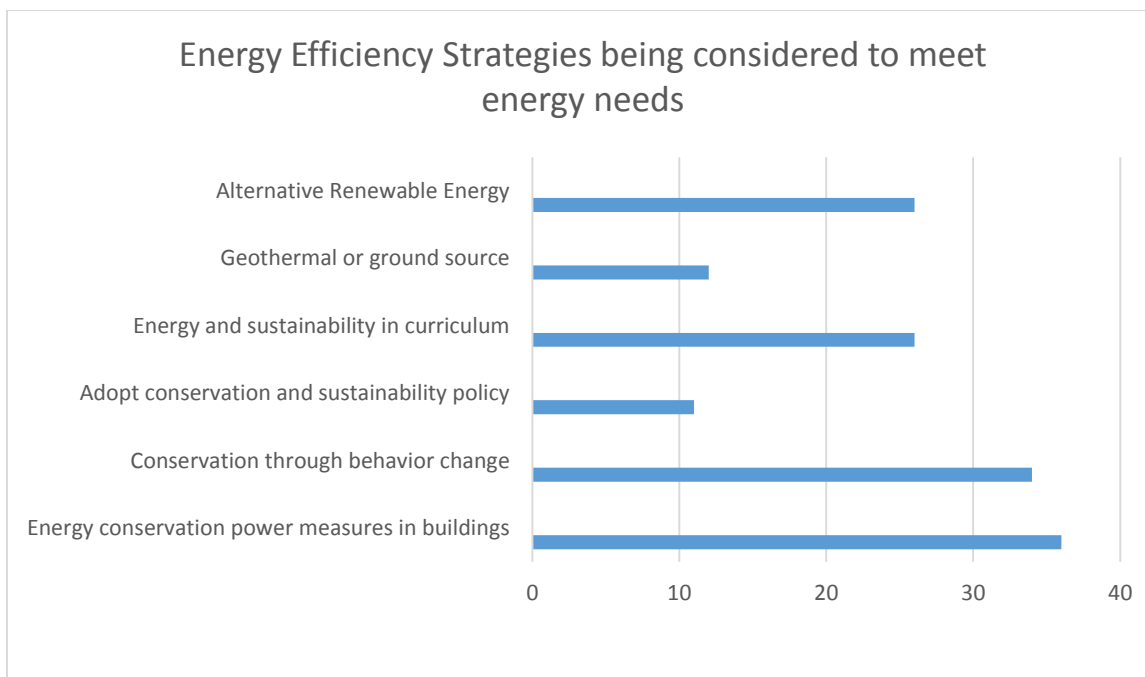 Energy Efficiency Strategies being considered to meet
energy needs
Alternative Renewable Energy
Geothermal or ground source
Energy and sustainability in curriculum
Adopt conservation and sustainability policy
Conservation through behavior change
Energy conservation power measures in buildings
0 10 20 30 40